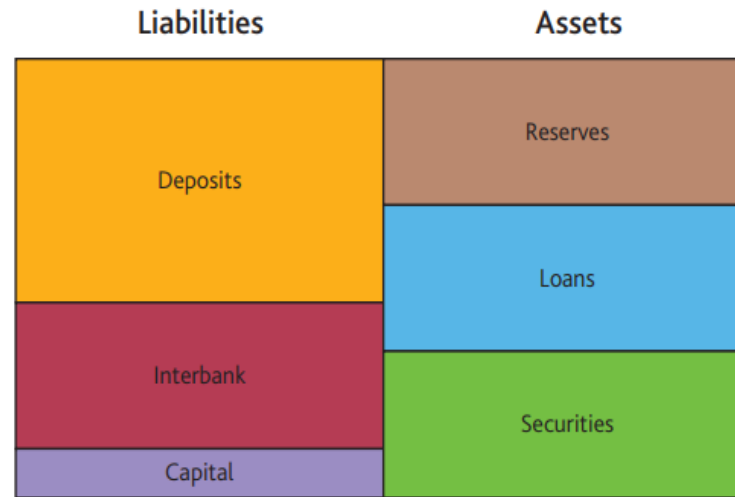 Liabilities
Assets
Deposits
Interbank
Capital
Reserves
Loans
Securities